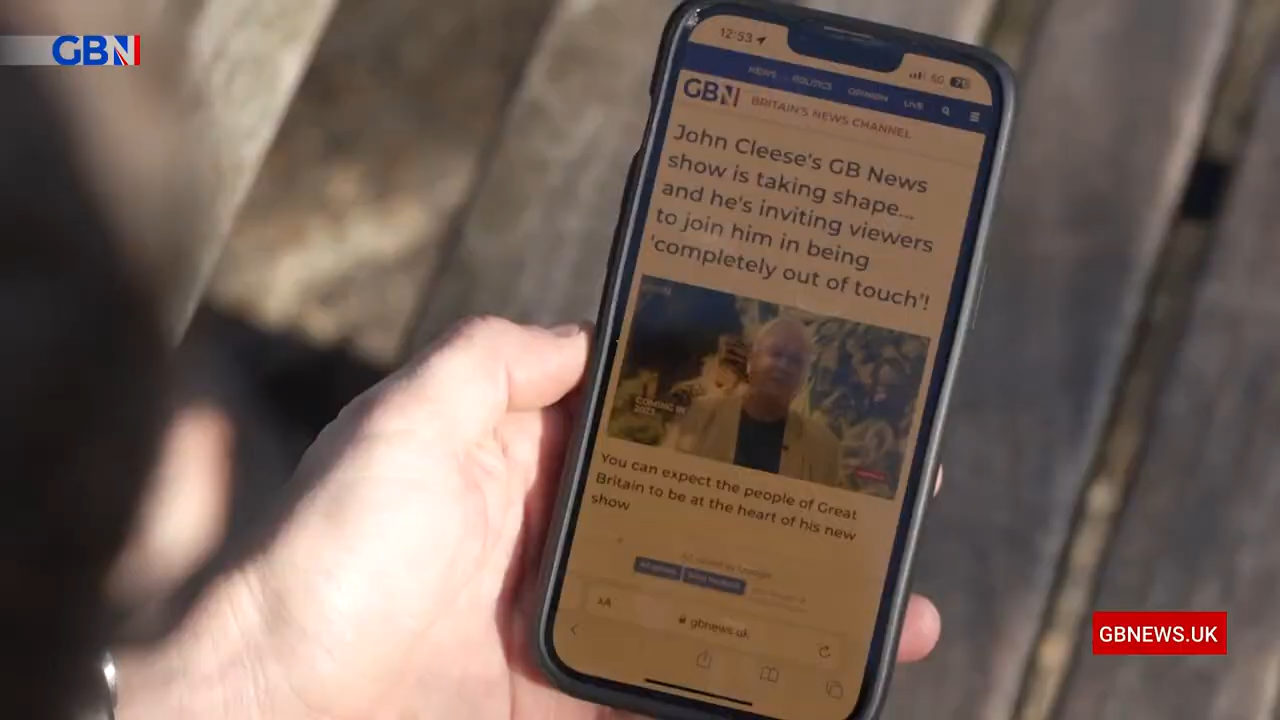 GBN
12:53
5G
NEWS POLITICS OPINION LIVE
GBN BRITAIN'S NEWS CHANNEL
John Cleese's GB News
show is taking shape...
and he's inviting viewers
to join him in being
'completely out of touch'!
COMING IN
2023
You can expect the people of Great
Britain to be at the heart of his new
show
AA
gbnews.uk
GBNEWS.UK